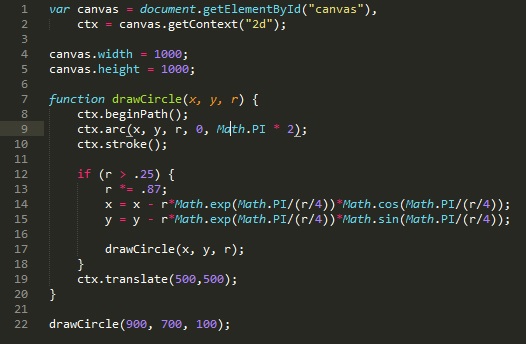 1 var canvas = document.getElementById("canvas"),
2 ctx = canvas.getContext("2d");
3
4 canvas.width = 1000;
5 canvas.height = 1000;
6
7 function drawCircle(x, y, r) {
8 ctx.beginPath();
9 ctx.arc(x, y, r, 0, Math.PI * 2);
10 ctx.stroke();
11
12 if (r > .25) {
13 r *= .87;
14 x = x - r*Math.exp(Math.PI/(r/4))*Math.cos(Math.PI/(r/4));
15 y = y - r*Math.exp(Math.PI/(r/4))*Math.sin(Math.PI/(r/4));
16
17 drawCircle(x, y, r);
18 }
19 ctx.translate(500,500);
20 }
21
22 drawCircle(900, 700, 100);